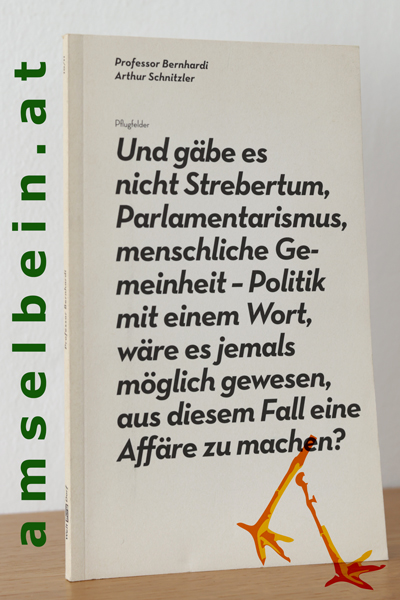 amselbein.at
Professor Bernhardi
Arthur Schnitzler
Pflugfelder
Und gäbe es
nicht Strebertum,
Parlamentarismus,
menschliche Ge-
meinheit – Politik
mit einem Wort,
wäre es jemals
möglich gewesen,
aus diesem Fall eine
Affäre zu machen?
Professor Bernhardi